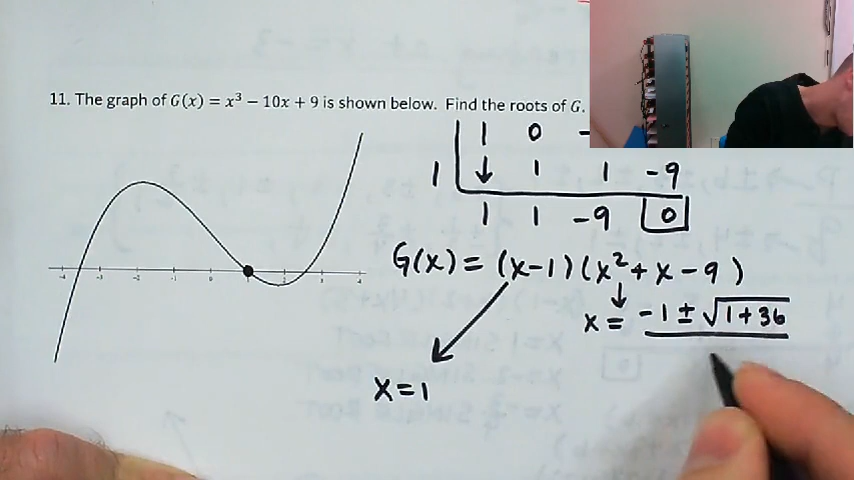 11. The graph of G(x) = x³ − 10x + 9 is shown below. Find the roots of G.
1 0 -
1 ↓ 1 1 -9
1 1 -9 0
G(x) = (x-1)(x² + x - 9)
x = -1 ± √1+36
x=1